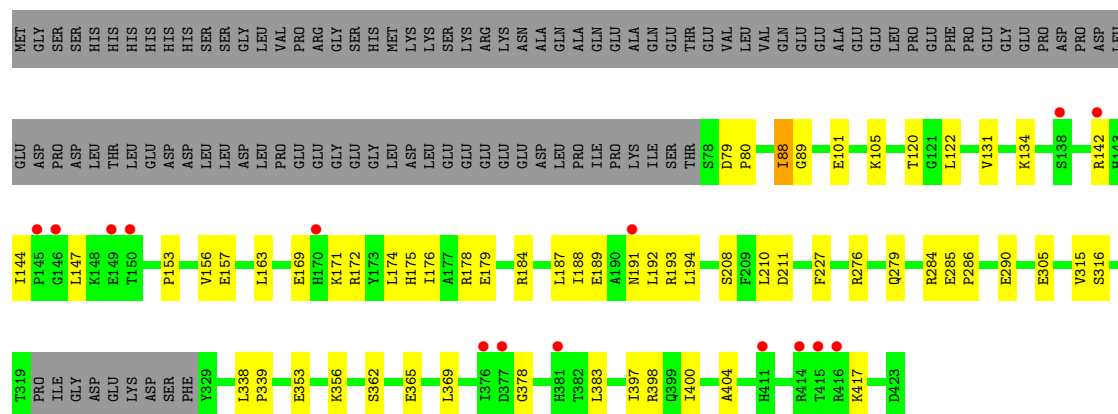 MET GLY SER SER HIS HIS HIS HIS HIS HIS SER SER GLY LEU VAL PRO ARG GLY SER HIS MET LYS LYS SER LYS ARG LYS ASN ALA GLN ALA GLN GLU ALA GLN GLU THR GLU VAL LEU VAL GLN GLU GLU ALA GLU GLU LEU PRO GLU PHE PRO GLU GLY GLU PRO ASP PRO ASP LEU
GLU ASP PRO ASP LEU THR LEU GLU ASP ASP LEU LEU ASP LEU PRO GLU GLU GLY GLU GLY LEU ASP LEU GLU GLU GLU GLU GLU ASP LEU PRO ILE PRO LYS ILE SER THR S78 D79 P80 I88 G89 E101 K105 T120 G121 L122 V131 K134 S138 R142 H143
I144 P145 G146 L147 K148 E149 T150 P153 V156 E157 L163 E169 H170 K171 R172 Y173 L174 H175 I176 A177 R178 E179 R184 L187 I188 E189 A190 N191 L192 R193 L194 S208 F209 L210 D211 F227 R276 Q279 R284 E285 P286 E290 E305 V315 S316
T319 PRO ILE GLY ASP GLU LYS ASP SER PHE Y329 L338 P339 E353 K356 S362 E365 L369 I376 D377 G378 H381 T382 L383 I397 R398 Q399 I400 A404 H411 R414 T415 R416 K417 D423